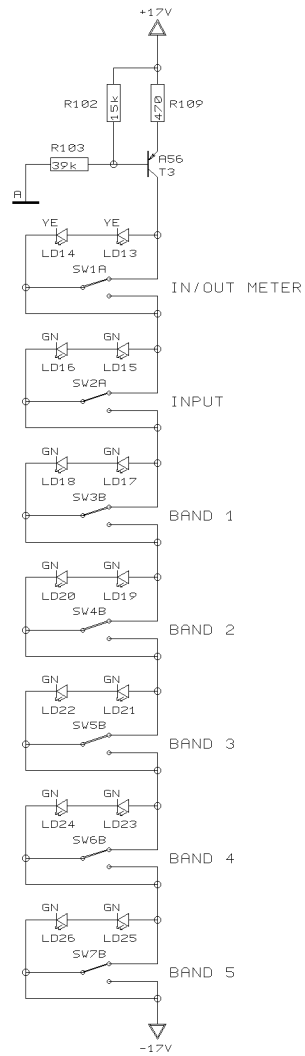 +17V
R102
15k
470
R109
R103
39k
A56
T3
A
YE
YE
LD14
LD13
SW1A
IN/OUT METER
GN
GN
LD16
LD15
SW2A
INPUT
GN
GN
LD18
LD17
SW3B
BAND 1
GN
GN
LD20
LD19
SW4B
BAND 2
GN
GN
LD22
LD21
SW5B
BAND 3
GN
GN
LD24
LD23
SW6B
BAND 4
GN
GN
LD26
LD25
SW7B
BAND 5
-17V